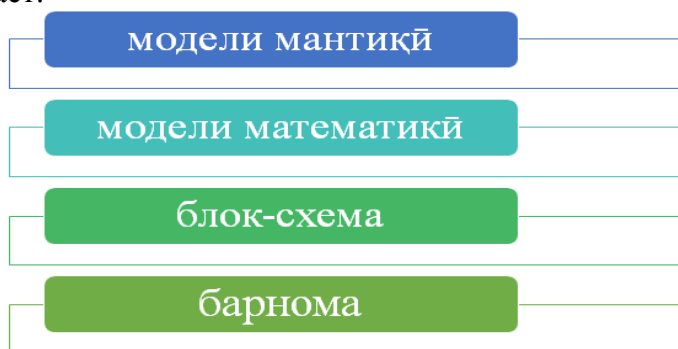 модели мантиқӣ
модели математикӣ
блок-схема
барнома